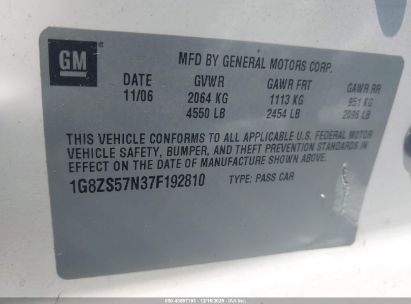 GM
MFD BY GENERAL MOTORS CORP.
DATE GVWR GAWR FRT GAWR RR
11/06 2064 KG 1113 KG 951 KG
4550 LB 2454 LB 2096 LB
THIS VEHICLE CONFORMS TO ALL APPLICABLE U.S. FEDERAL MOTOR
VEHICLE SAFETY, BUMPER, AND THEFT PREVENTION STANDARDS IN
EFFECT ON THE DATE OF MANUFACTURE SHOWN ABOVE.
1G8ZS57N37F192810 TYPE: PASS CAR